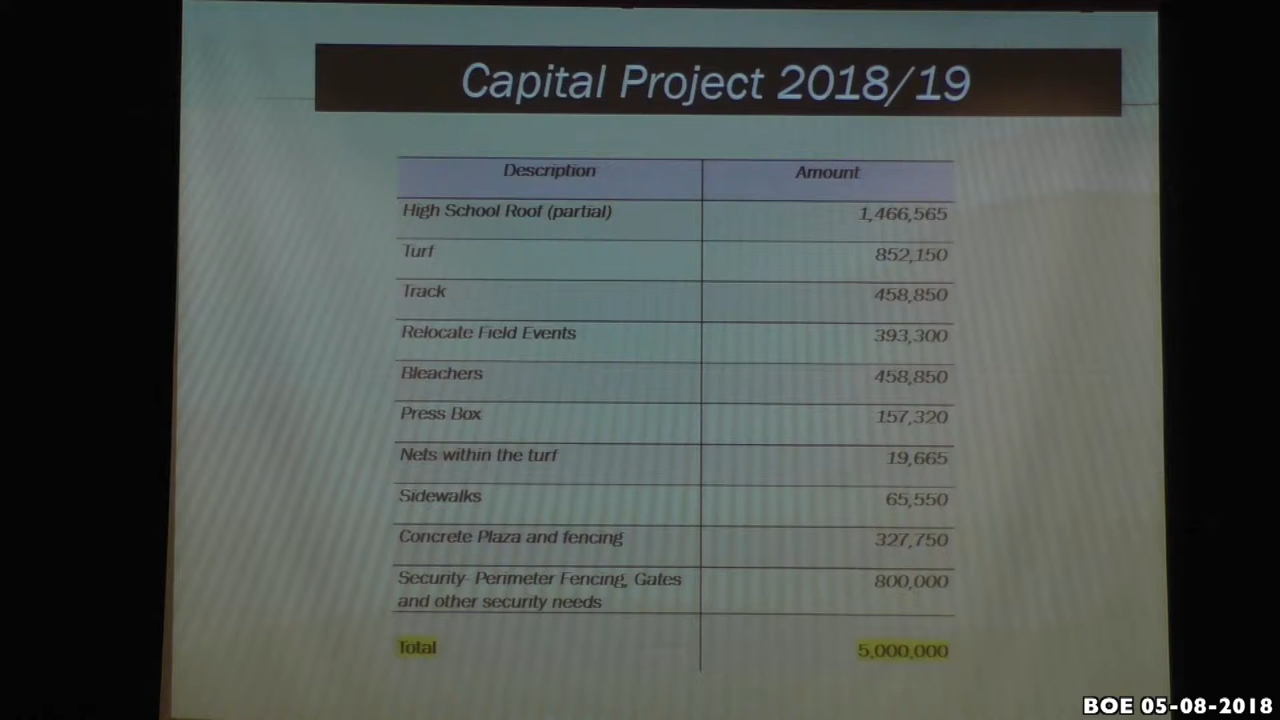 Capital Project 2018/19
Description Amount
High School Roof (partial) 1,466,565
Turf 852,150
Track 458,850
Relocate Field Events 393,300
Bleachers 458,850
Press Box 157,320
Nets within the turf 19,665
Sidewalks 65,550
Concrete Plaza and fencing 327,750
Security- Perimeter Fencing, Gates 800,000
and other security needs
Total 5,000,000
BOE 05-08-2018